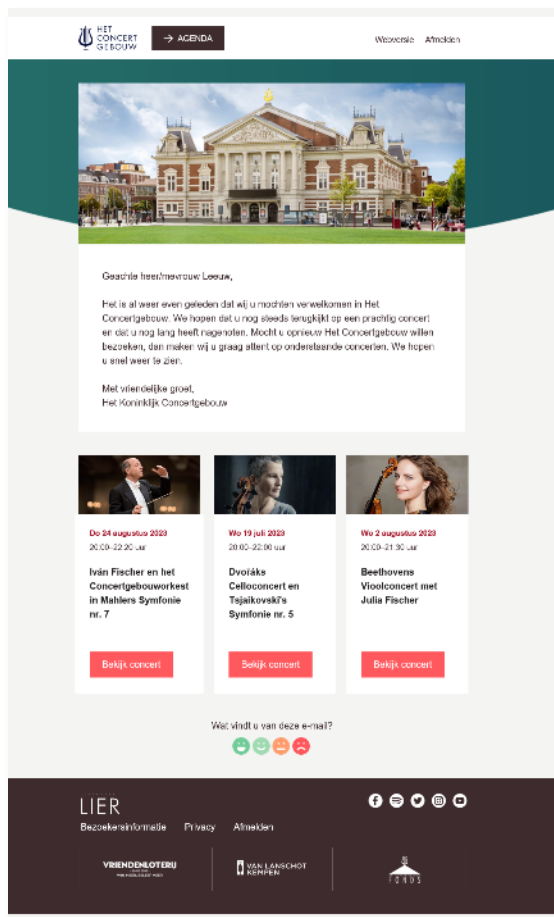 HET
CONCERT
GEBOUW
→ AGENDA
Webversie Afmelden
Geachte heer/mevrouw Leeuw,
Het is al weer even geleden dat wij u mochten verwelkomen in Het
Concertgebouw. We hopen dat u nog steeds terugkijkt op een prachtig concert
en dat u nog lang heeft nagenoten. Mocht u opnieuw Het Concertgebouw willen
bezoeken, dan maken wij u graag attent op onderstaande concerten. We hopen
u snel weer te zien.
Met vriendelijke groet,
Het Koninklijk Concertgebouw
Do 24 augustus 2023
20:00–22:20 uur
Iván Fischer en het
Concertgebouworkest
in Mahlers Symfonie
nr. 7
Bekijk concert
Wo 19 juli 2023
20:00–22:00 uur
Dvořáks
Celloconcert en
Tsjaikovski's
Symfonie nr. 5
Bekijk concert
Wo 2 augustus 2023
20:00–21:30 uur
Beethovens
Vioolconcert met
Julia Fischer
Bekijk concert
Wat vindt u van deze e-mail?
LIER
Bezoekersinformatie Privacy Afmelden
VRIENDENLOTERIJ
VAN LANSCHOT
KEMPEN
FONDS